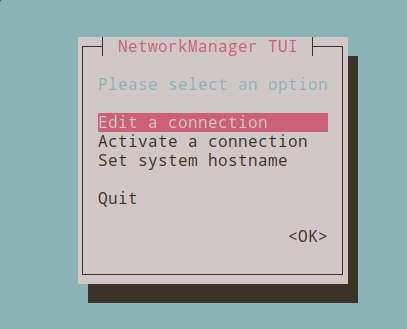 NetworkManager TUI
Please select an option
Edit a connection
Activate a connection
Set system hostname
Quit
<OK>